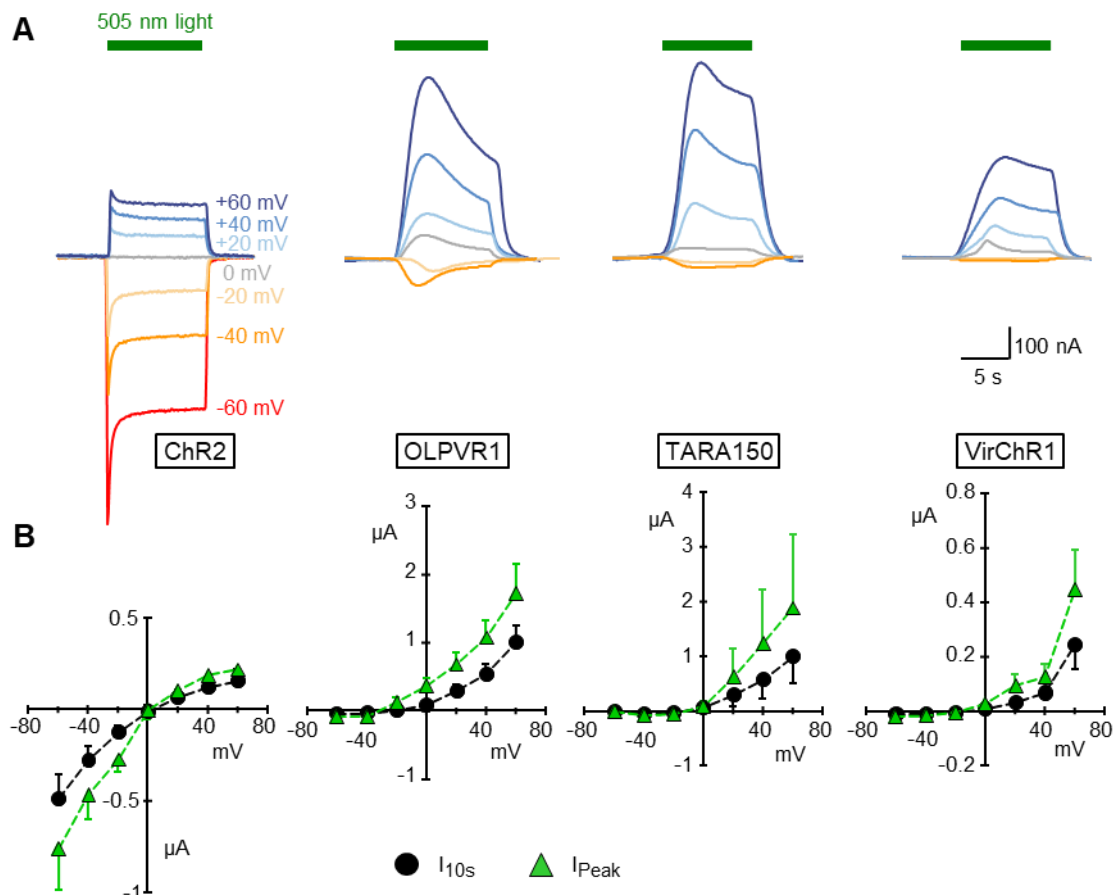 A
505 nm light
+60 mV
+40 mV
+20 mV
0 mV
-20 mV
-40 mV
-60 mV
100 nA
5 s
ChR2
OLPVR1
TARA150
VirChR1
B
0.5
-0.5
-1
-80
-40
40
80
mV
µA
3
2
1
-1
µA
-80
-40
40
80
mV
4
3
2
1
-1
µA
-80
-40
40
80
mV
0.8
0.6
0.4
0.2
-0.2
µA
-80
-40
40
80
mV
I10s
IPeak